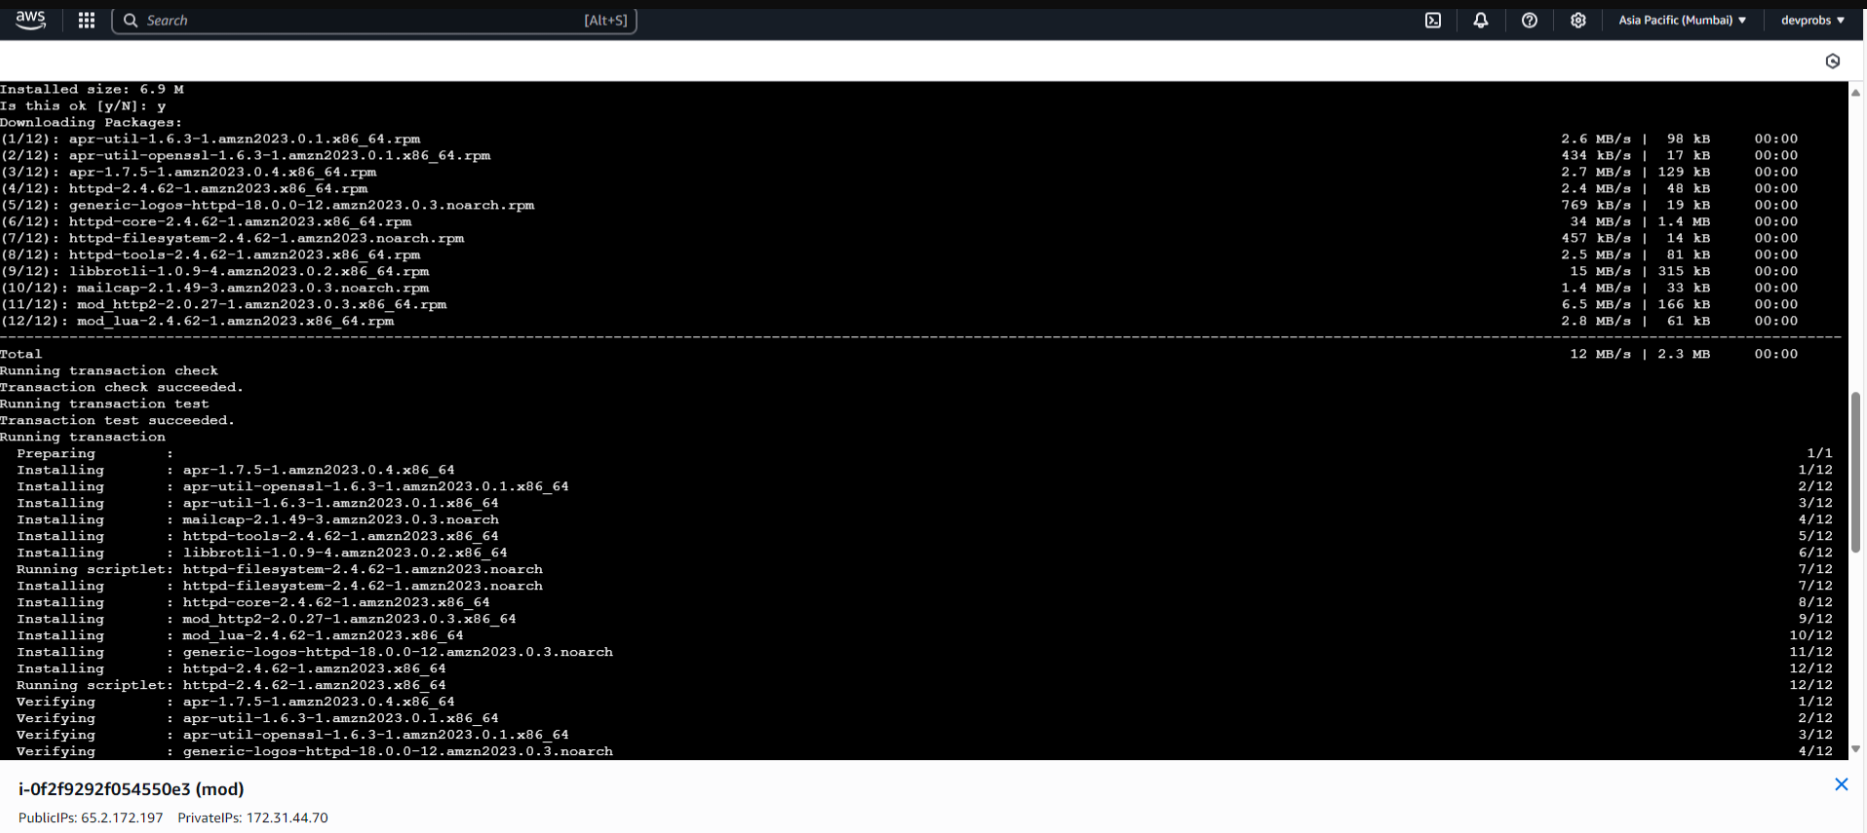 aws
Search [Alt+S] Asia Pacific (Mumbai) ▼ devprobs ▼
Installed size: 6.9 M
Is this ok [y/N]: y
Downloading Packages:
(1/12): apr-util-1.6.3-1.amzn2023.0.1.x86_64.rpm 2.6 MB/s | 98 kB 00:00
(2/12): apr-util-openssl-1.6.3-1.amzn2023.0.1.x86_64.rpm 434 kB/s | 17 kB 00:00
(3/12): apr-1.7.5-1.amzn2023.0.4.x86_64.rpm 2.7 MB/s | 129 kB 00:00
(4/12): httpd-2.4.62-1.amzn2023.x86_64.rpm 2.4 MB/s | 48 kB 00:00
(5/12): generic-logos-httpd-18.0.0-12.amzn2023.0.3.noarch.rpm 769 kB/s | 19 kB 00:00
(6/12): httpd-core-2.4.62-1.amzn2023.x86_64.rpm 34 MB/s | 1.4 MB 00:00
(7/12): httpd-filesystem-2.4.62-1.amzn2023.noarch.rpm 457 kB/s | 14 kB 00:00
(8/12): httpd-tools-2.4.62-1.amzn2023.x86_64.rpm 2.5 MB/s | 81 kB 00:00
(9/12): libbrotli-1.0.9-4.amzn2023.0.2.x86_64.rpm 15 MB/s | 315 kB 00:00
(10/12): mailcap-2.1.49-3.amzn2023.0.3.noarch.rpm 1.4 MB/s | 33 kB 00:00
(11/12): mod_http2-2.0.27-1.amzn2023.0.3.x86_64.rpm 6.5 MB/s | 166 kB 00:00
(12/12): mod_lua-2.4.62-1.amzn2023.x86_64.rpm 2.8 MB/s | 61 kB 00:00
Total 12 MB/s | 2.3 MB 00:00
Running transaction check
Transaction check succeeded.
Running transaction test
Transaction test succeeded.
Running transaction
Preparing : 1/1
Installing : apr-1.7.5-1.amzn2023.0.4.x86_64 1/12
Installing : apr-util-openssl-1.6.3-1.amzn2023.0.1.x86_64 2/12
Installing : apr-util-1.6.3-1.amzn2023.0.1.x86_64 3/12
Installing : mailcap-2.1.49-3.amzn2023.0.3.noarch 4/12
Installing : httpd-tools-2.4.62-1.amzn2023.x86_64 5/12
Installing : libbrotli-1.0.9-4.amzn2023.0.2.x86_64 6/12
Running scriptlet: httpd-filesystem-2.4.62-1.amzn2023.noarch 7/12
Installing : httpd-filesystem-2.4.62-1.amzn2023.noarch 7/12
Installing : httpd-core-2.4.62-1.amzn2023.x86_64 8/12
Installing : mod_http2-2.0.27-1.amzn2023.0.3.x86_64 9/12
Installing : mod_lua-2.4.62-1.amzn2023.x86_64 10/12
Installing : generic-logos-httpd-18.0.0-12.amzn2023.0.3.noarch 11/12
Installing : httpd-2.4.62-1.amzn2023.x86_64 12/12
Running scriptlet: httpd-2.4.62-1.amzn2023.x86_64 12/12
Verifying : apr-1.7.5-1.amzn2023.0.4.x86_64 1/12
Verifying : apr-util-1.6.3-1.amzn2023.0.1.x86_64 2/12
Verifying : apr-util-openssl-1.6.3-1.amzn2023.0.1.x86_64 3/12
Verifying : generic-logos-httpd-18.0.0-12.amzn2023.0.3.noarch 4/12
i-0f2f9292f054550e3 (mod)
PublicIPs: 65.2.172.197 PrivateIPs: 172.31.44.70